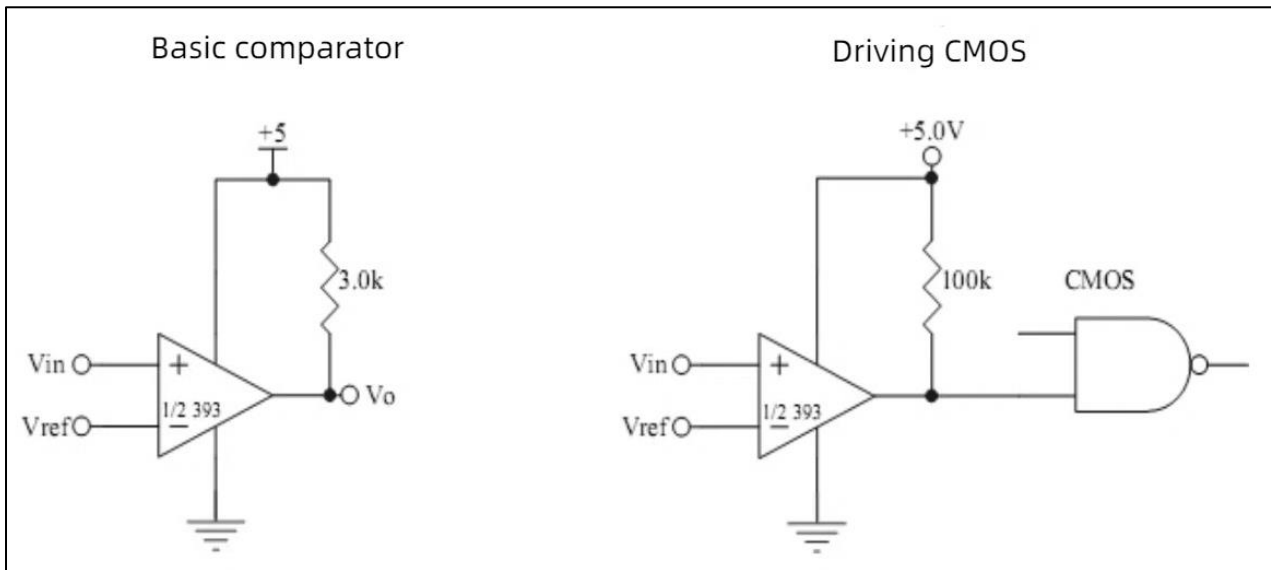 Basic comparator
+5
3.0k
Vin
+
1/2 393
Vref
−
Vo
Driving CMOS
+5.0V
100k
CMOS
Vin
+
1/2 393
Vref
−